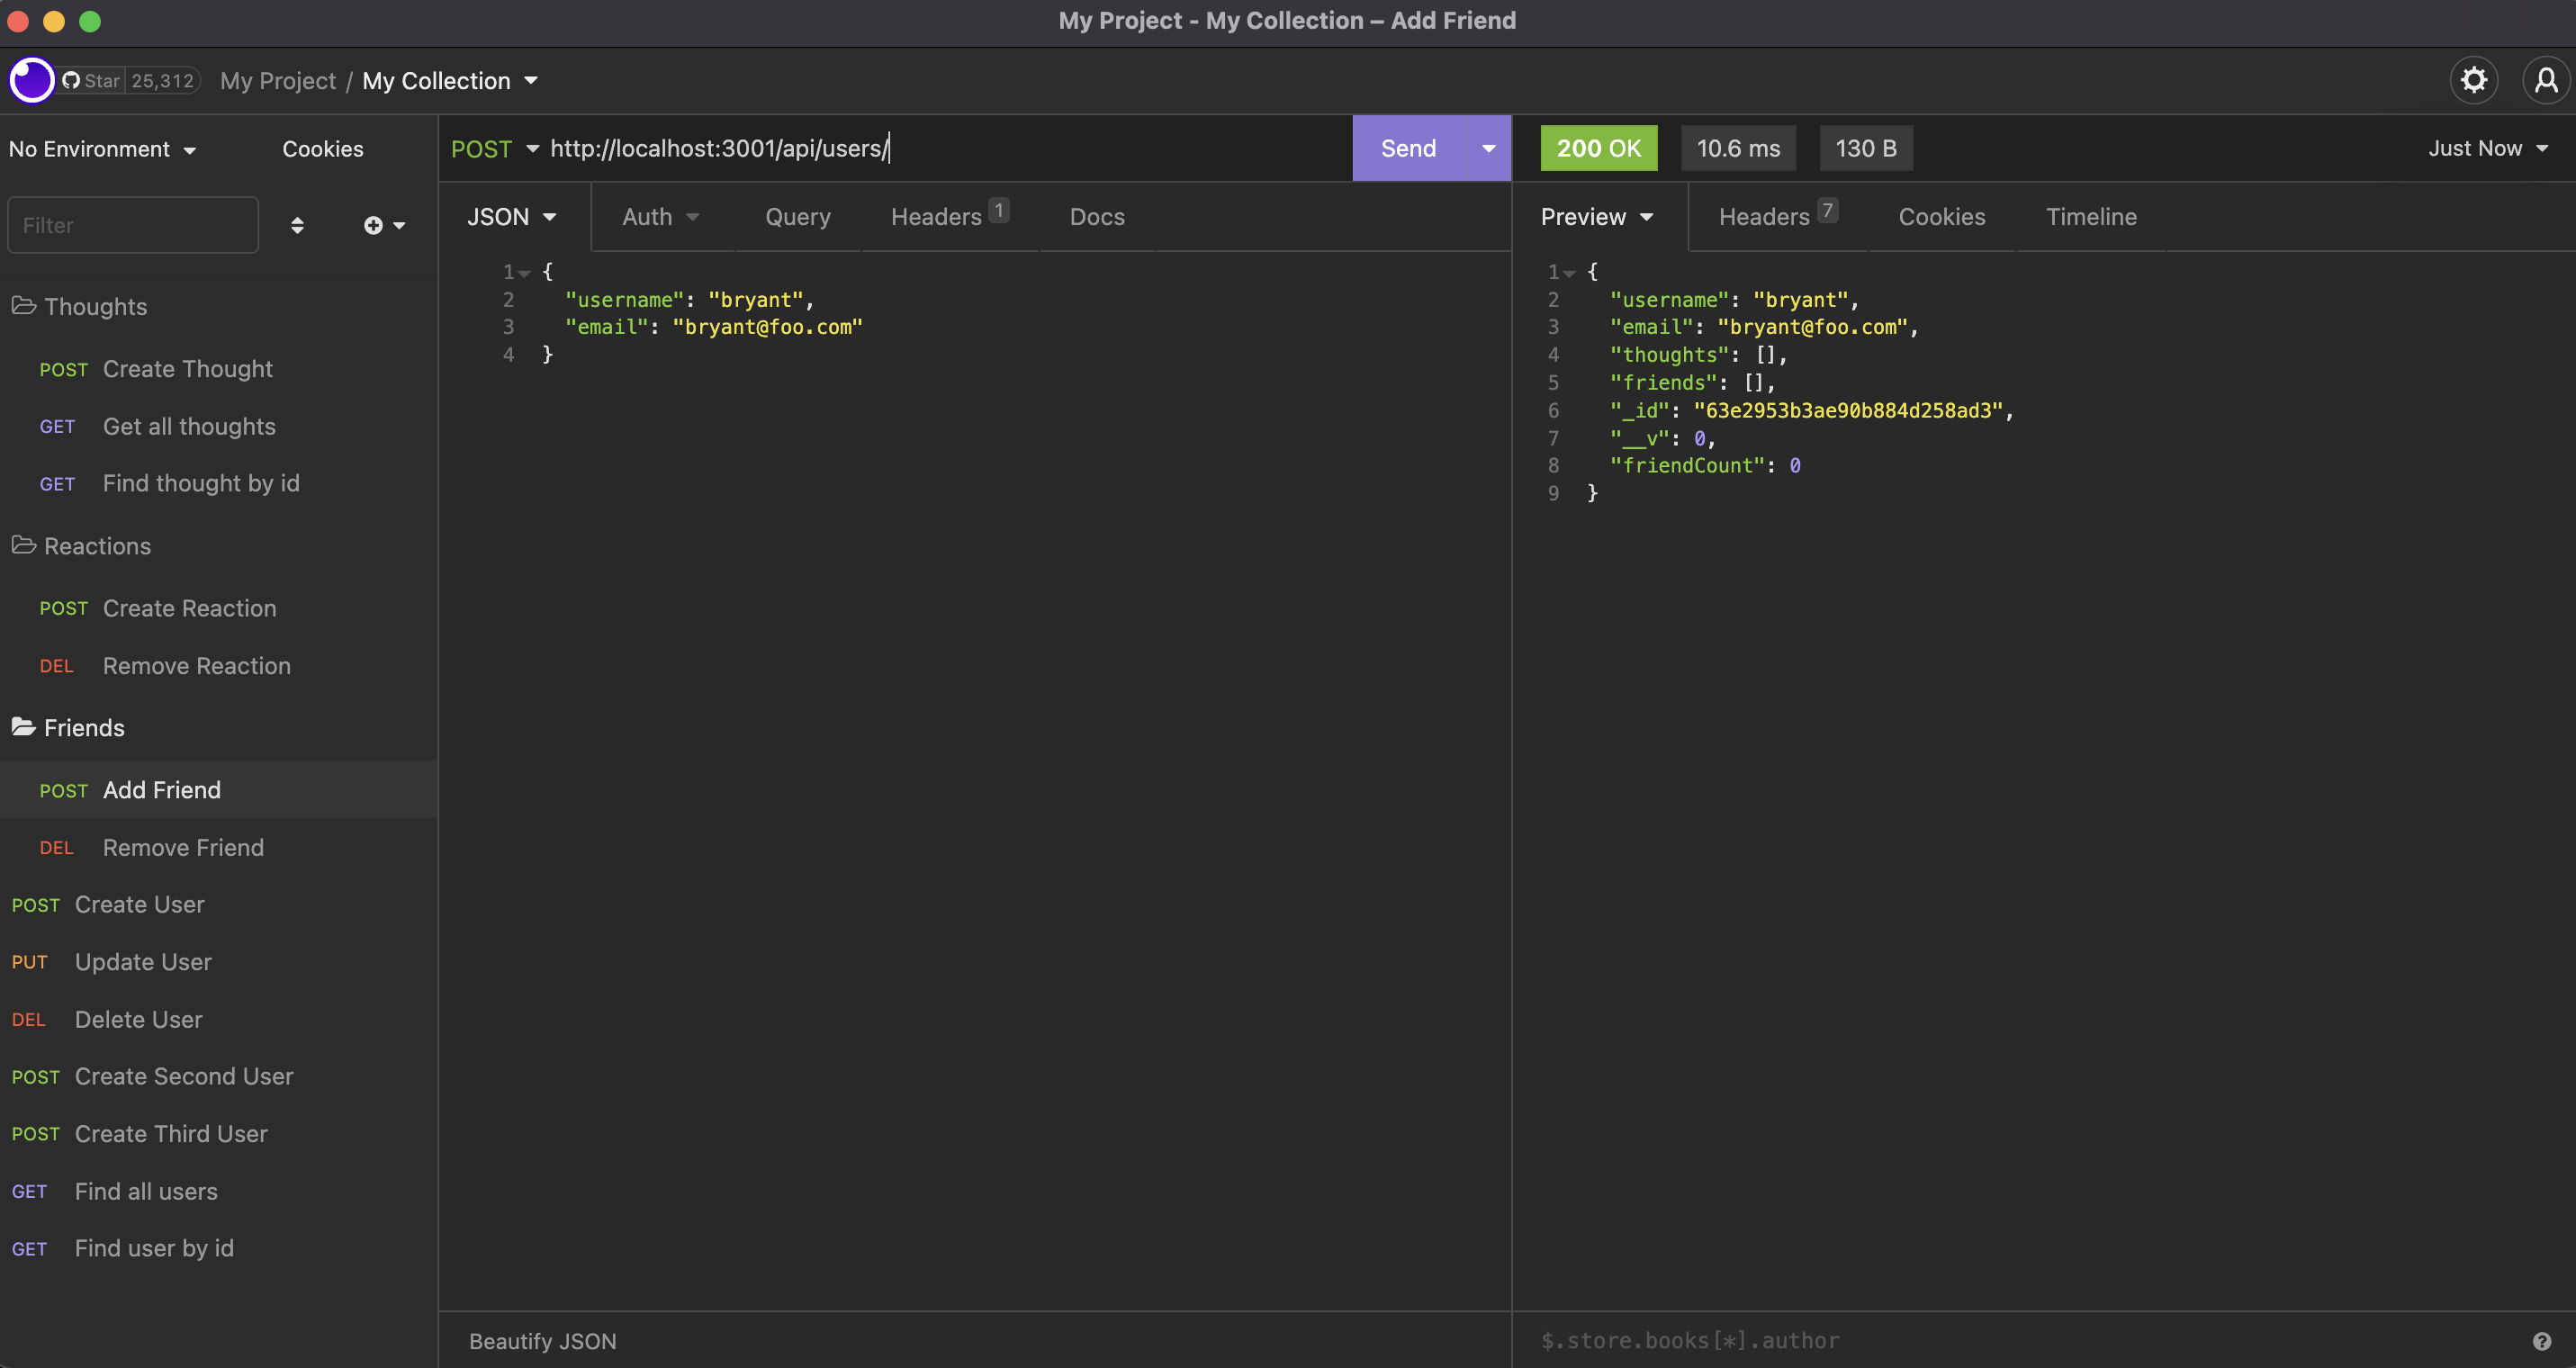 My Project - My Collection – Add Friend
Star 25,312 My Project / My Collection
No Environment Cookies
Filter
Thoughts
POST Create Thought
GET Get all thoughts
GET Find thought by id
Reactions
POST Create Reaction
DEL Remove Reaction
Friends
POST Add Friend
DEL Remove Friend
POST Create User
PUT Update User
DEL Delete User
POST Create Second User
POST Create Third User
GET Find all users
GET Find user by id
POST http://localhost:3001/api/users/ Send
JSON Auth Query Headers 1 Docs
1 {
2 "username": "bryant",
3 "email": "bryant@foo.com"
4 }
Beautify JSON
200 OK 10.6 ms 130 B Just Now
Preview Headers 7 Cookies Timeline
1 {
2 "username": "bryant",
3 "email": "bryant@foo.com",
4 "thoughts": [],
5 "friends": [],
6 "_id": "63e2953b3ae90b884d258ad3",
7 "__v": 0,
8 "friendCount": 0
9 }
$.store.books[*].author